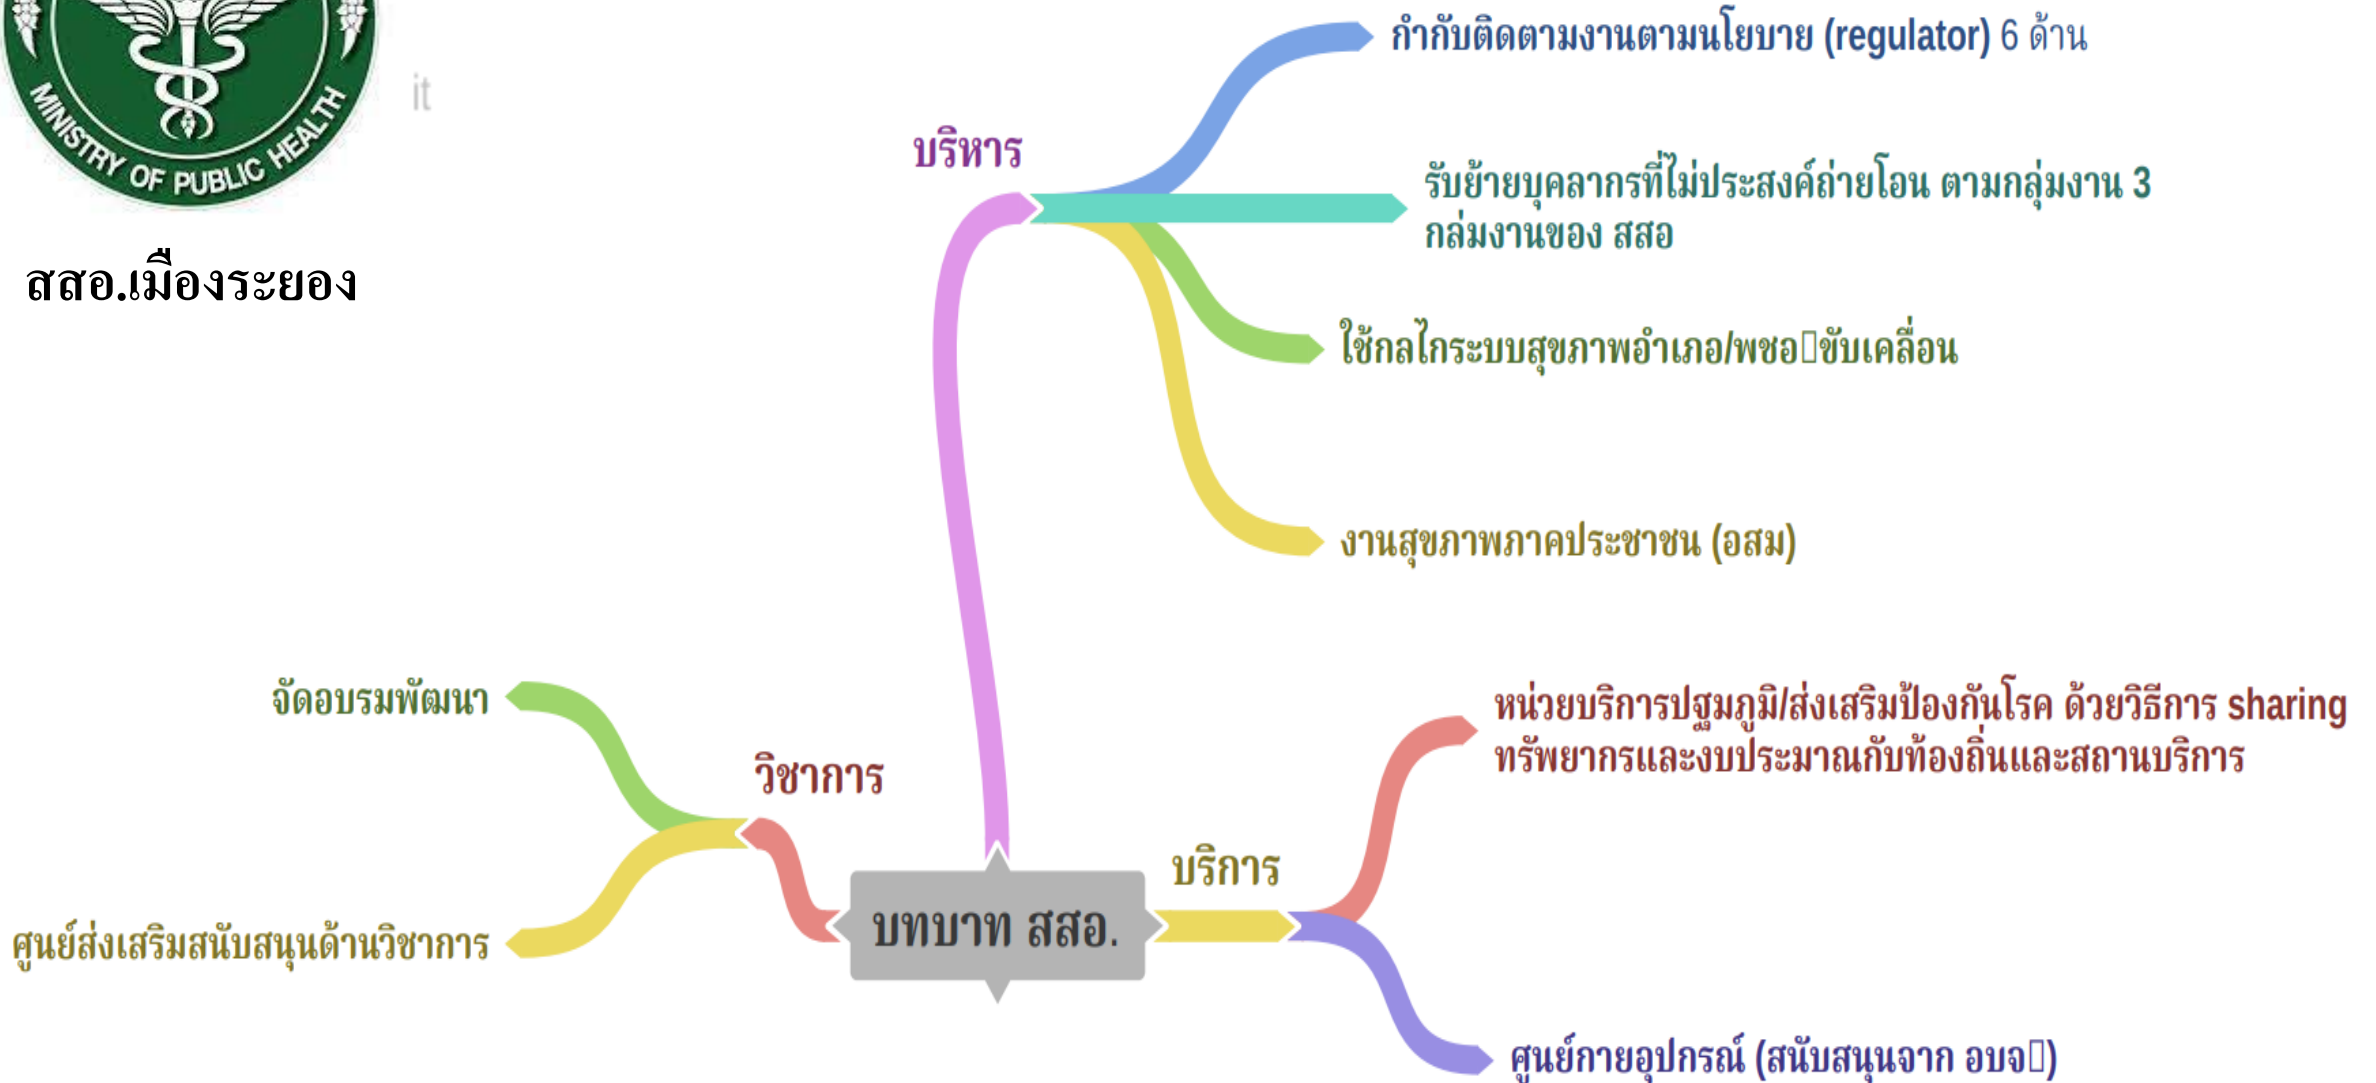 MINISTRY OF PUBLIC HEALTH
it
สสอ.เมืองระยอง
บริหาร
กำกับติดตามงานตามนโยบาย (regulator) 6 ด้าน
รับย้ายบุคลากรที่ไม่ประสงค์ถ่ายโอน ตามกลุ่มงาน 3
กล่มงานของ สสอ
ใช้กลไกระบบสุขภาพอำเภอ/พชอ▯ขับเคลื่อน
งานสุขภาพภาคประชาชน (อสม)
จัดอบรมพัฒนา
วิชาการ
ศูนย์ส่งเสริมสนับสนุนด้านวิชาการ
บทบาท สสอ.
บริการ
หน่วยบริการปฐมภูมิ/ส่งเสริมป้องกันโรค ด้วยวิธีการ sharing
ทรัพยากรและงบประมาณกับท้องถิ่นและสถานบริการ
ศูนย์กายอุปกรณ์ (สนับสนุนจาก อบจ▯)